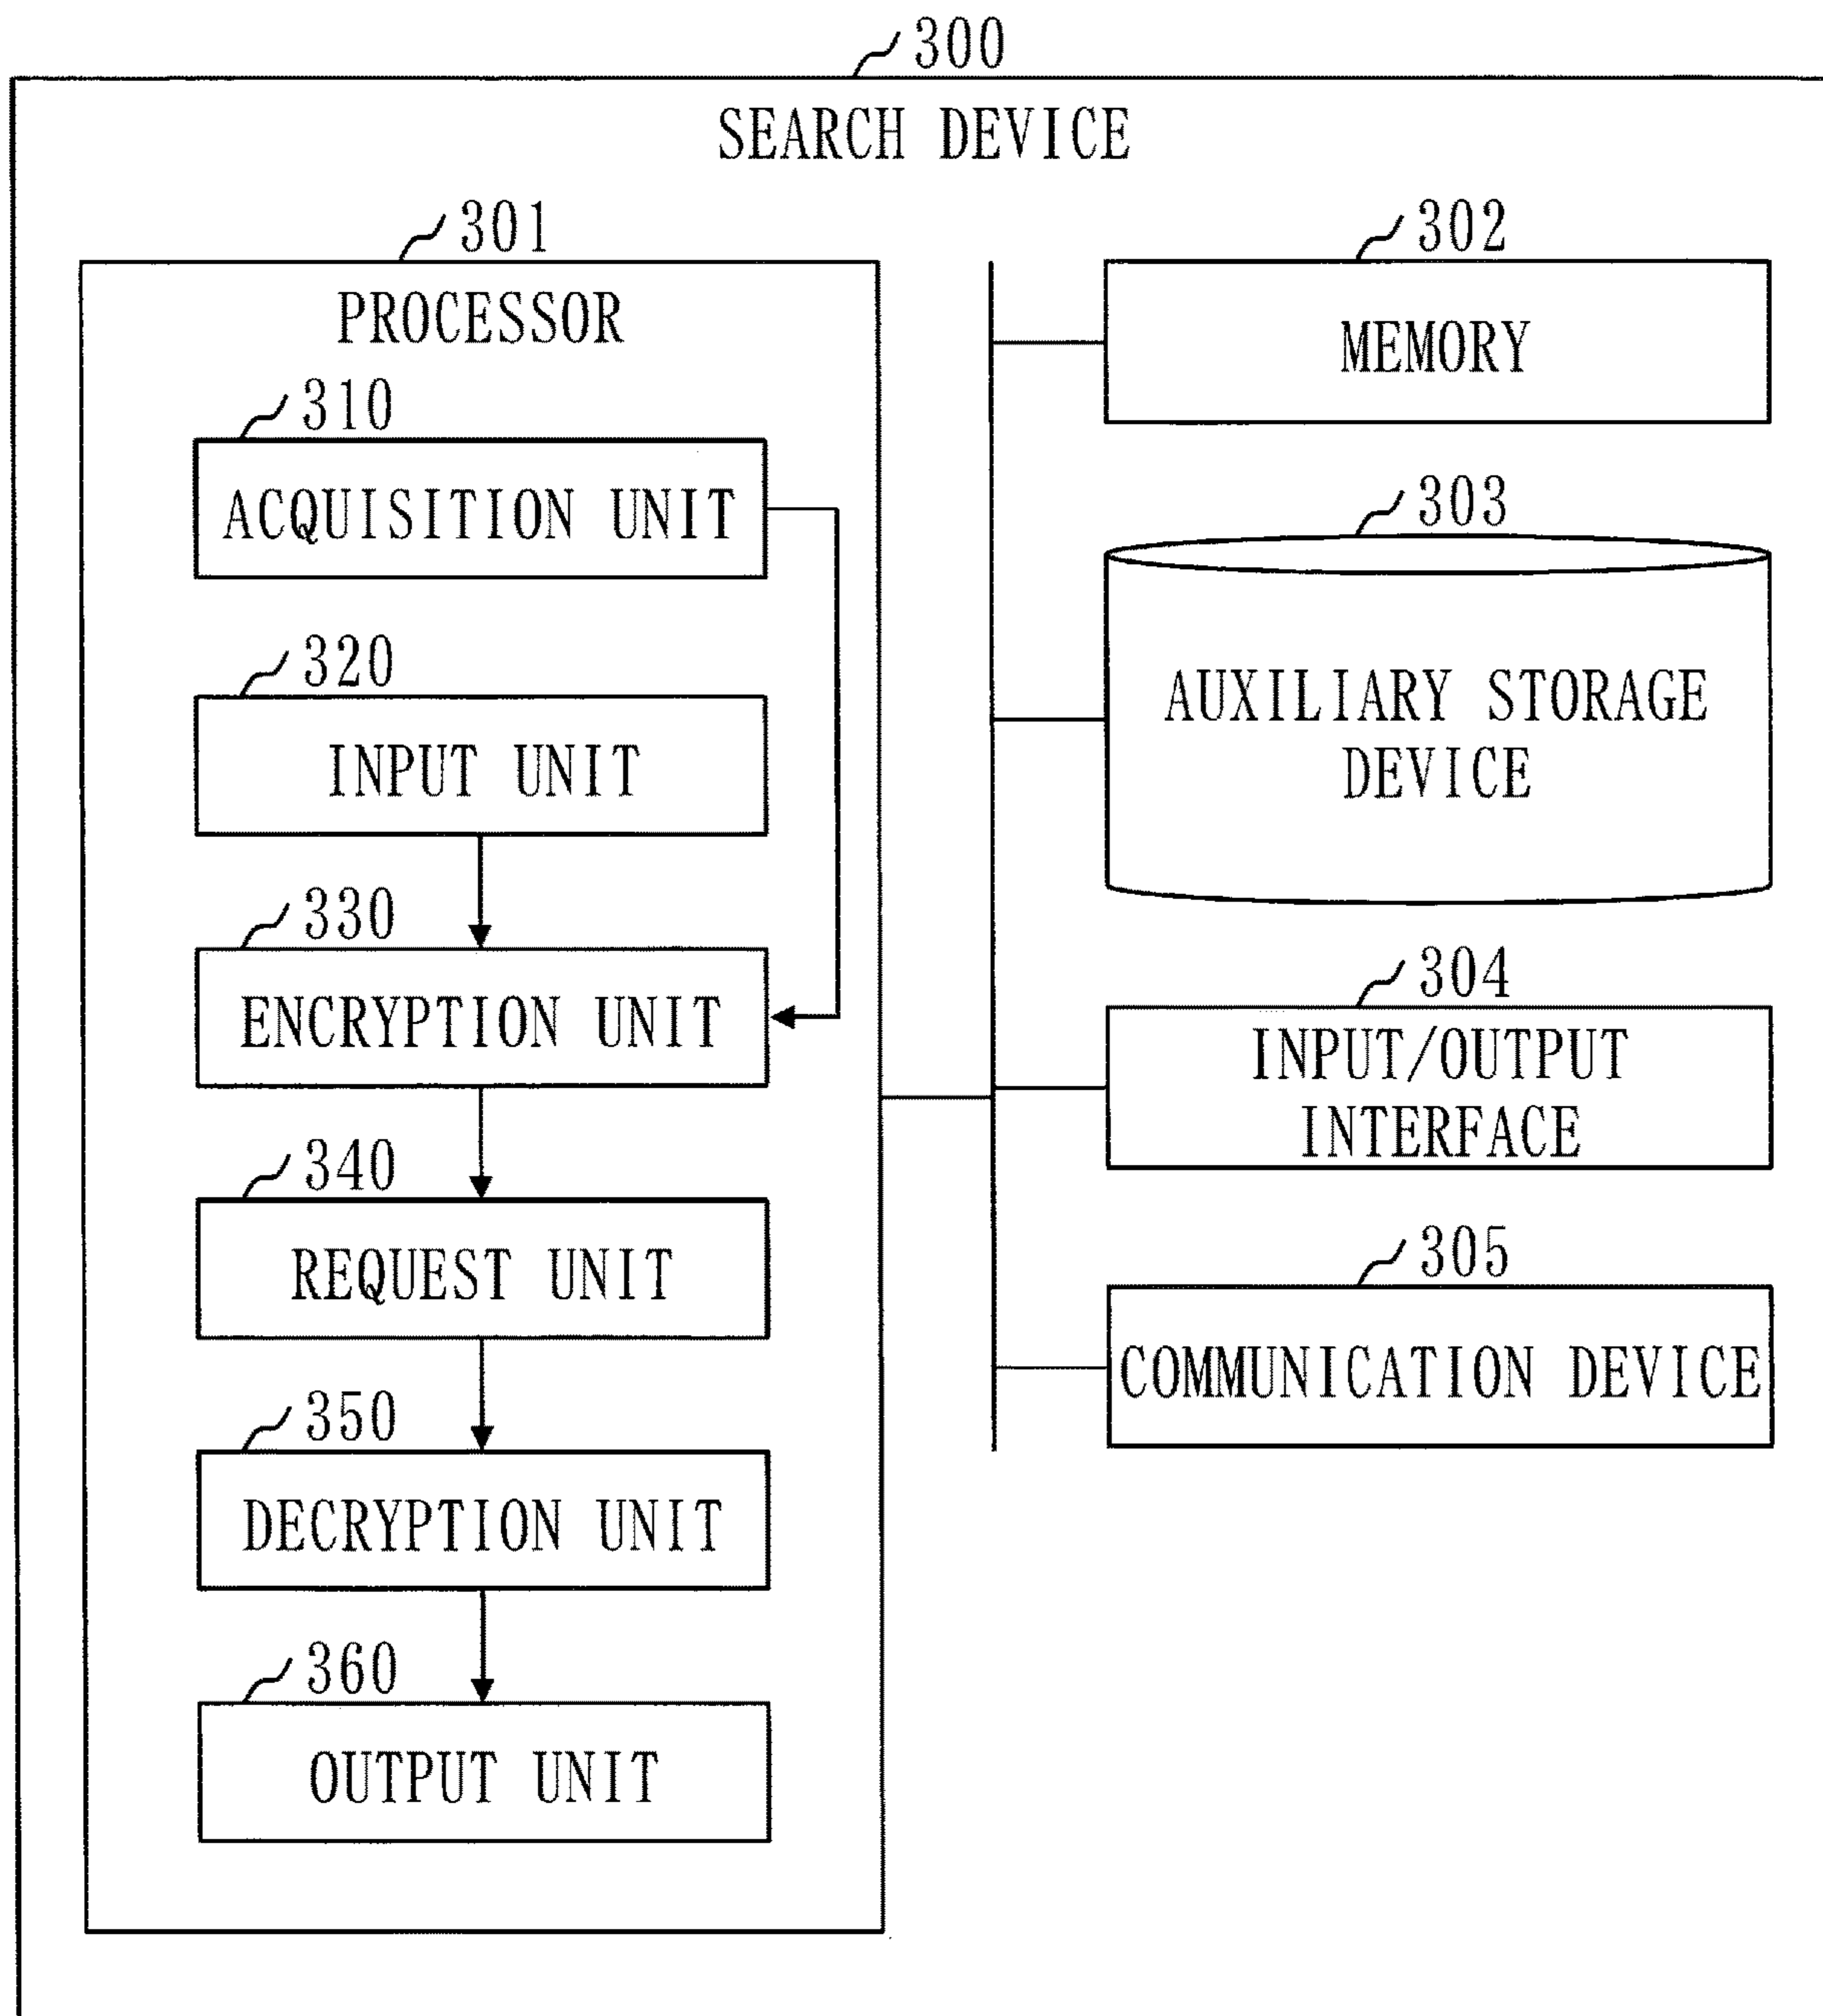 300
SEARCH DEVICE
301
PROCESSOR
310
ACQUISITION UNIT
320
INPUT UNIT
330
ENCRYPTION UNIT
340
REQUEST UNIT
350
DECRYPTION UNIT
360
OUTPUT UNIT
302
MEMORY
303
AUXILIARY STORAGE
DEVICE
304
INPUT/OUTPUT
INTERFACE
305
COMMUNICATION DEVICE